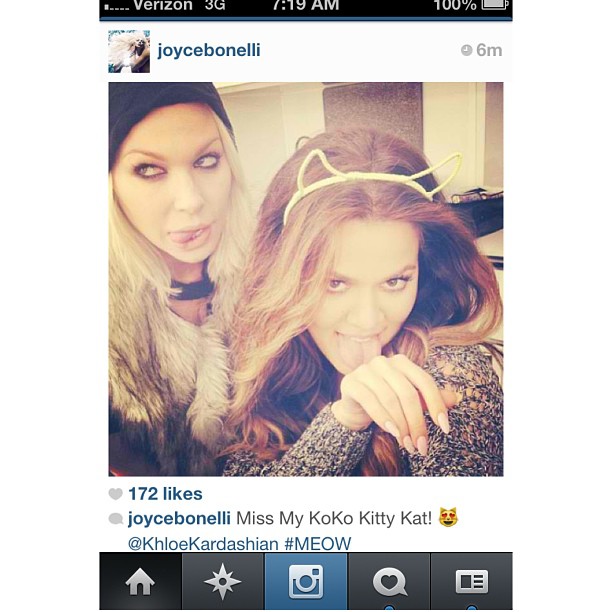 Verizon 3G 7:19 AM 100%
joycebonelli 6m
172 likes
joycebonelli Miss My KoKo Kitty Kat! 😻
@KhloeKardashian #MEOW